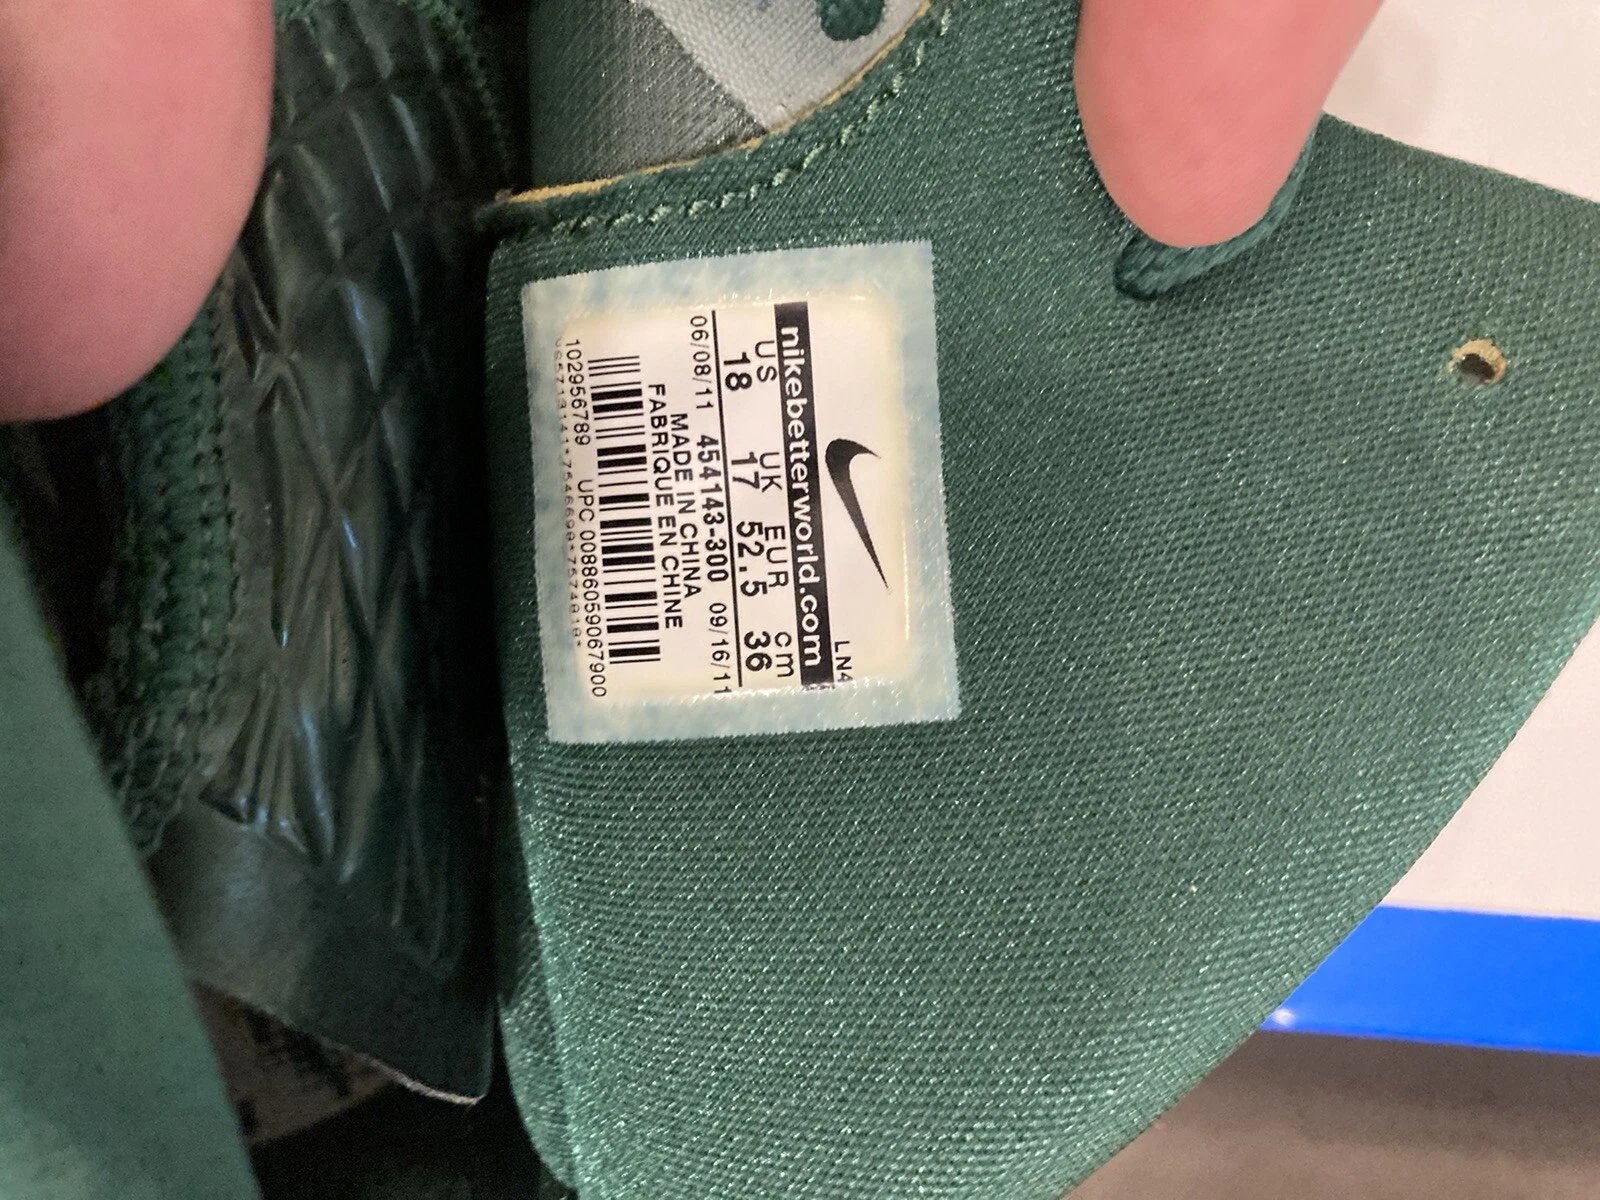 LN4
nikebetterworld.com
US UK EUR cm
18 17 52.5 36
06/08/11 454143-300 09/16/11
MADE IN CHINA
FABRIQUE EN CHINE
102956789 UPC 00886059067900